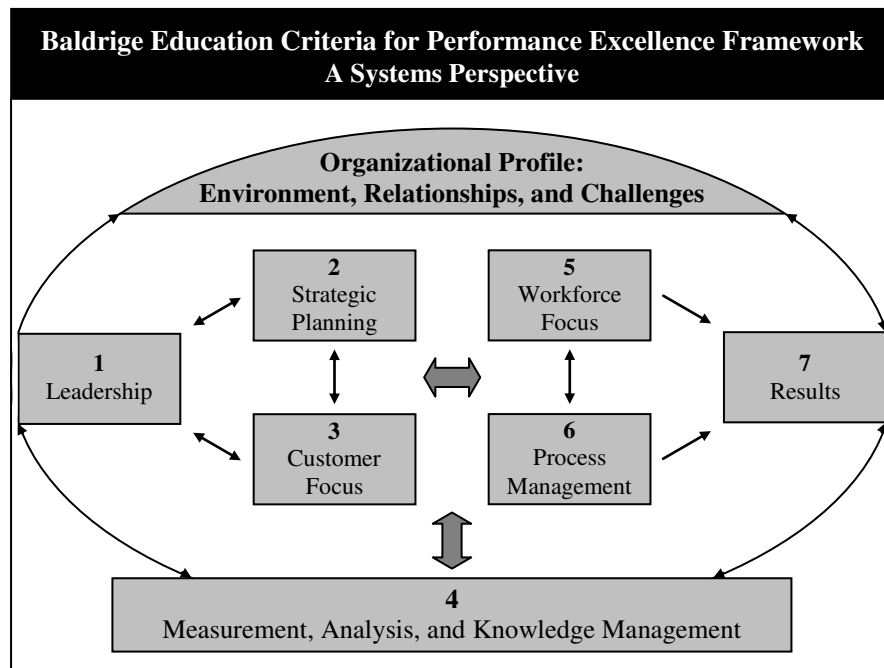 Baldrige Education Criteria for Performance Excellence Framework
A Systems Perspective
Organizational Profile:
Environment, Relationships, and Challenges
2
Strategic
Planning
5
Workforce
Focus
1
Leadership
7
Results
3
Customer
Focus
6
Process
Management
4
Measurement, Analysis, and Knowledge Management